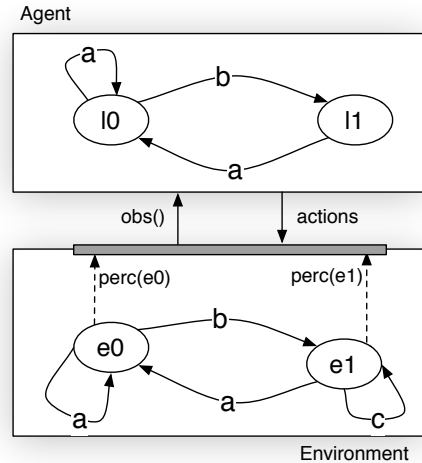 Agent
a
b
l0
l1
a
obs()
actions
perc(e0)
perc(e1)
b
e0
e1
a
a
c
Environment